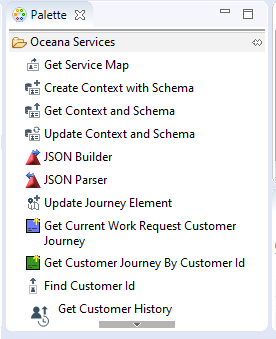 Palette
Oceana Services
Get Service Map
Create Context with Schema
Get Context and Schema
Update Context and Schema
JSON Builder
JSON Parser
Update Journey Element
Get Current Work Request Customer
Journey
Get Customer Journey By Customer Id
Find Customer Id
Get Customer History